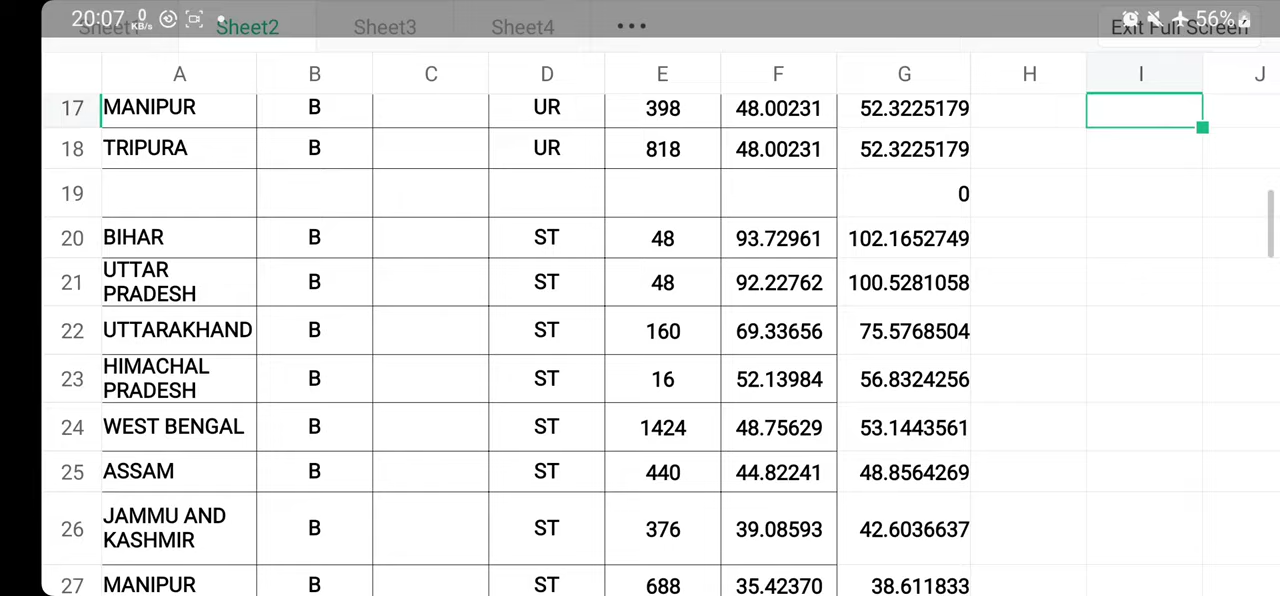 20:07 0 KB/s 56%
Sheet1 Sheet2 Sheet3 Sheet4 ••• Exit Full Screen
A B C D E F G H I J
17 MANIPUR B UR 398 48.00231 52.3225179
18 TRIPURA B UR 818 48.00231 52.3225179
19 0
20 BIHAR B ST 48 93.72961 102.1652749
21 UTTAR PRADESH B ST 48 92.22762 100.5281058
22 UTTARAKHAND B ST 160 69.33656 75.5768504
23 HIMACHAL PRADESH B ST 16 52.13984 56.8324256
24 WEST BENGAL B ST 1424 48.75629 53.1443561
25 ASSAM B ST 440 44.82241 48.8564269
26 JAMMU AND KASHMIR B ST 376 39.08593 42.6036637
27 MANIPUR B ST 688 35.42370 38.611833